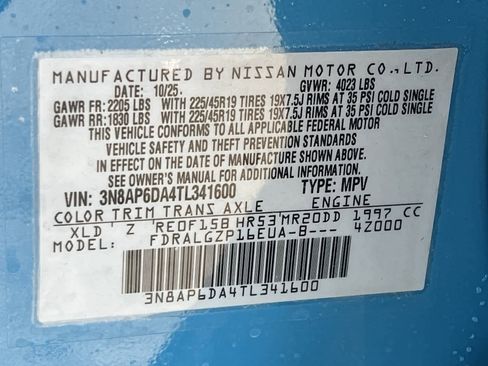 MANUFACTURED BY NISSAN MOTOR CO., LTD.
DATE: 10/25. GVWR: 4023 LBS
GAWR FR: 2205 LBS WITH 225/45R19 TIRES 19X7.5J RIMS AT 35 PSI COLD SINGLE
GAWR RR: 1830 LBS WITH 225/45R19 TIRES 19X7.5J RIMS AT 35 PSI COLD SINGLE
THIS VEHICLE CONFORMS TO ALL APPLICABLE FEDERAL MOTOR
VEHICLE SAFETY AND THEFT PREVENTION STANDARDS
IN EFFECT ON THE DATE OF MANUFACTURE SHOWN ABOVE.
SEE OWNER'S MANUAL FOR ADDITIONAL INFORMATION.
VIN: 3N8AP6DA4TL341600 TYPE: MPV
COLOR TRIM TRANS AXLE ENGINE
XLD Z RE0F15B HR53 MR20DD 1997 CC
FDRALGZP16EUA-B--- 4Z000
3N8AP6DA4TL341600